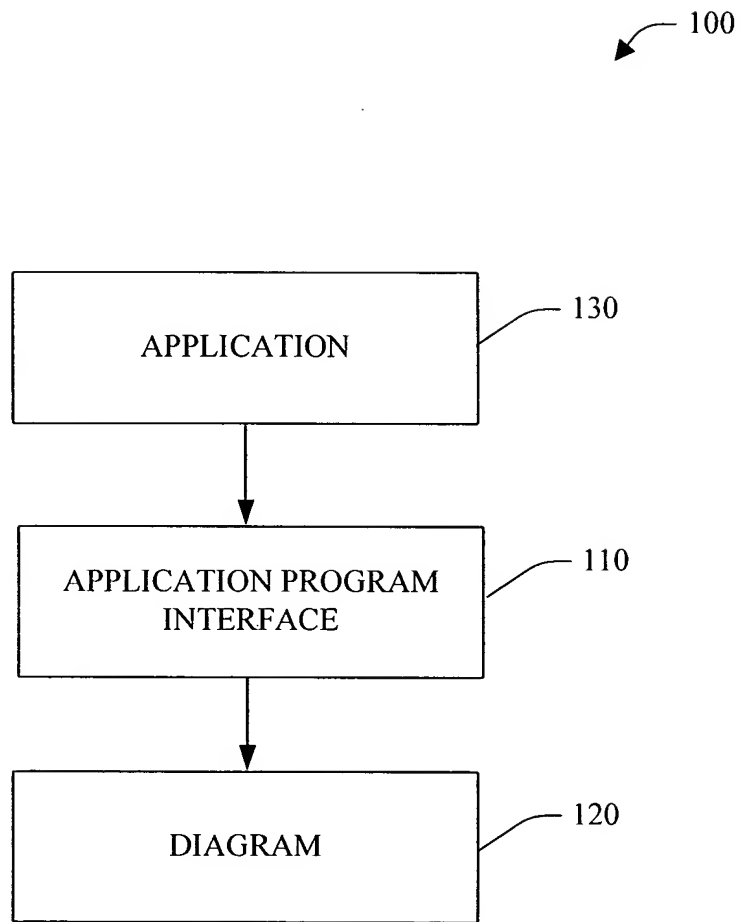 100
130
APPLICATION
110
APPLICATION PROGRAM
INTERFACE
120
DIAGRAM